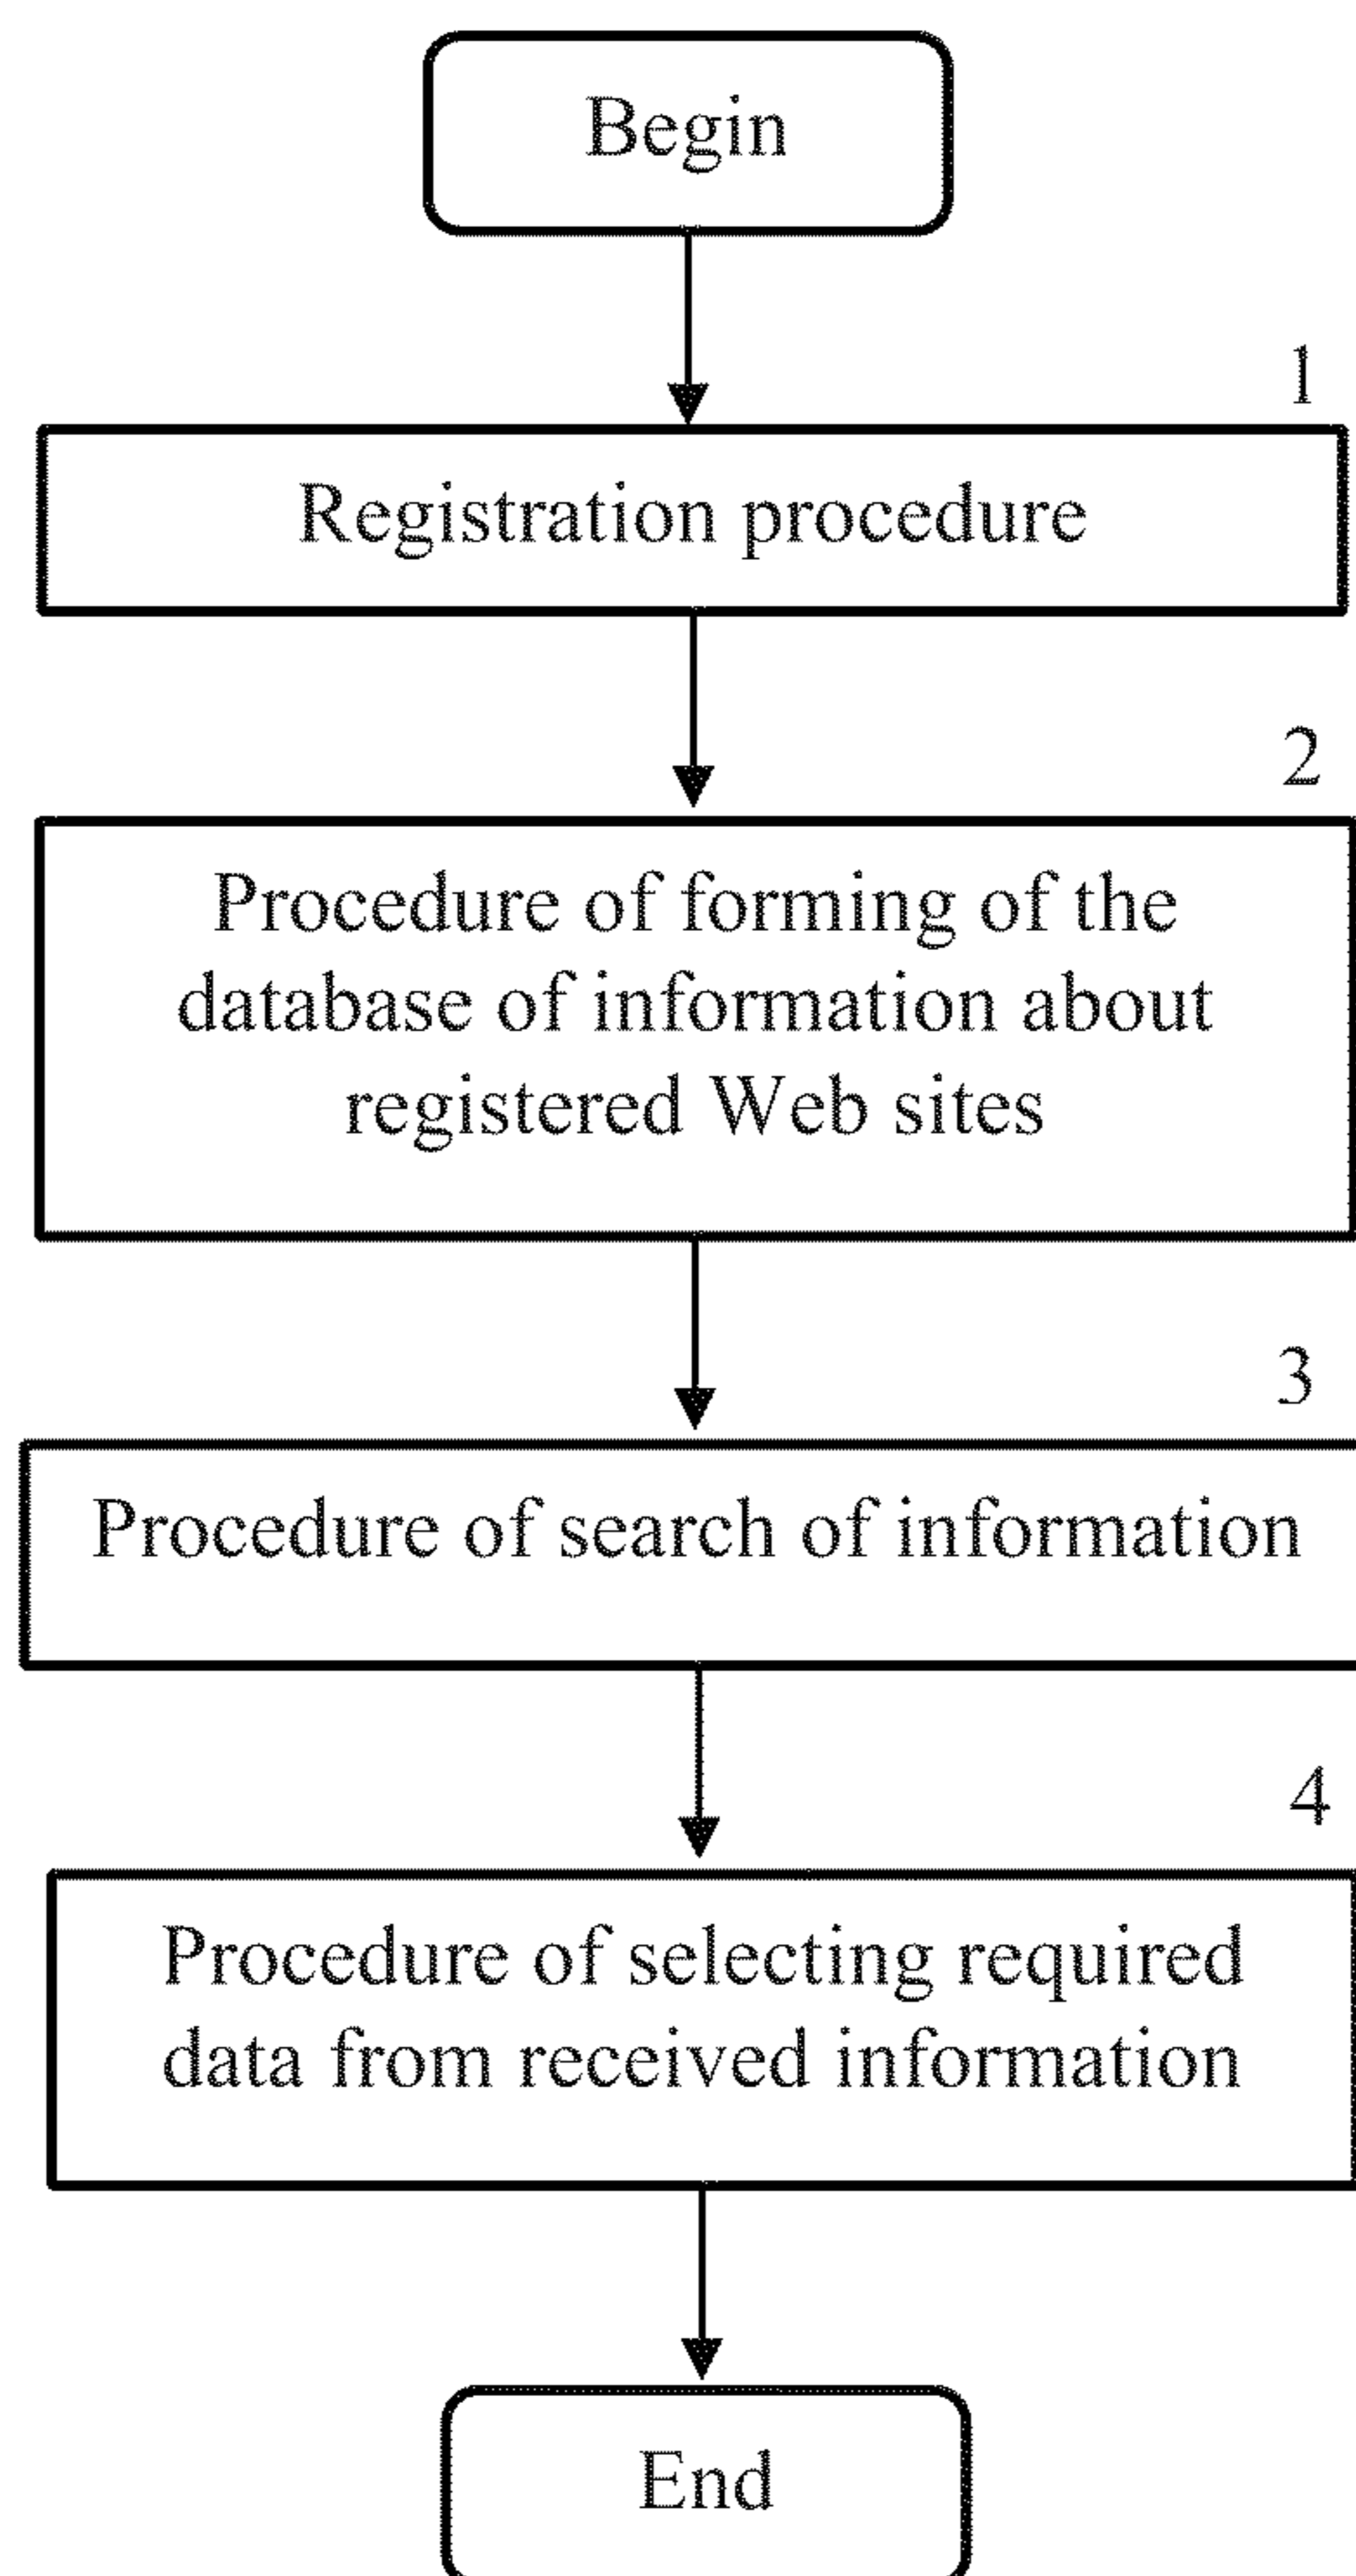 Begin
1
Registration procedure
2
Procedure of forming of the
database of information about
registered Web sites
3
Procedure of search of information
4
Procedure of selecting required
data from received information
End